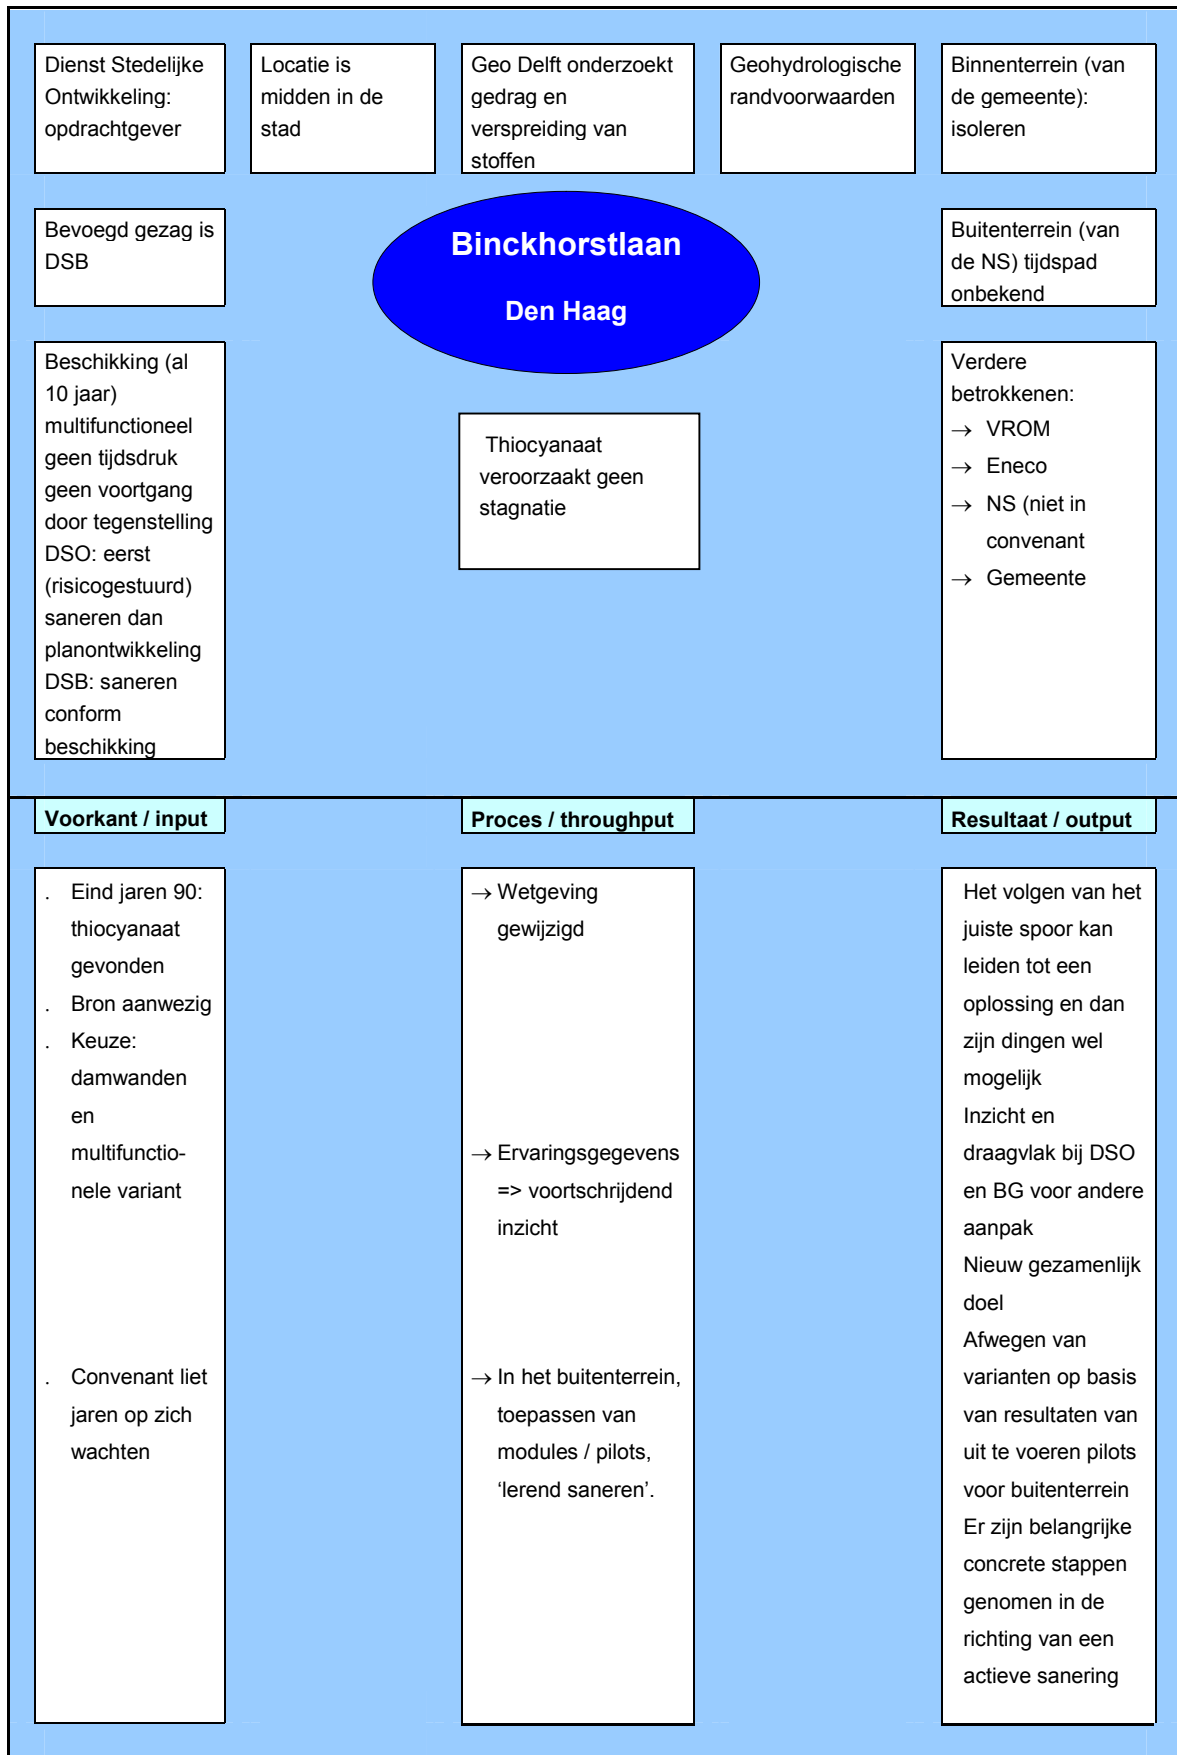 Dienst Stedelijke
Ontwikkeling:
opdrachtgever
Locatie is
midden in de
stad
Geo Delft onderzoekt
gedrag en
verspreiding van
stoffen
Geohydrologische
randvoorwaarden
Binnenterrein (van
de gemeente):
isoleren
Bevoegd gezag is
DSB
Binckhorstlaan
Den Haag
Buitenterrein (van
de NS) tijdspad
onbekend
Beschikking (al
10 jaar)
multifunctioneel
geen tijdsdruk
geen voortgang
door tegenstelling
DSO: eerst
(risicogestuurd)
saneren dan
planontwikkeling
DSB: saneren
conform
beschikking
Thiocyanaat
veroorzaakt geen
stagnatie
Verdere
betrokkenen:
→ VROM
→ Eneco
→ NS (niet in
convenant
→ Gemeente
Voorkant / input
Proces / throughput
Resultaat / output
. Eind jaren 90:
thiocyanaat
gevonden
. Bron aanwezig
. Keuze:
damwanden
en
multifunctio-
nele variant
. Convenant liet
jaren op zich
wachten
→ Wetgeving
gewijzigd
→ Ervaringsgegevens
=> voortschrijdend
inzicht
→ In het buitenterrein,
toepassen van
modules / pilots,
‘lerend saneren’.
Het volgen van het
juiste spoor kan
leiden tot een
oplossing en dan
zijn dingen wel
mogelijk
Inzicht en
draagvlak bij DSO
en BG voor andere
aanpak
Nieuw gezamenlijk
doel
Afwegen van
varianten op basis
van resultaten van
uit te voeren pilots
voor buitenterrein
Er zijn belangrijke
concrete stappen
genomen in de
richting van een
actieve sanering